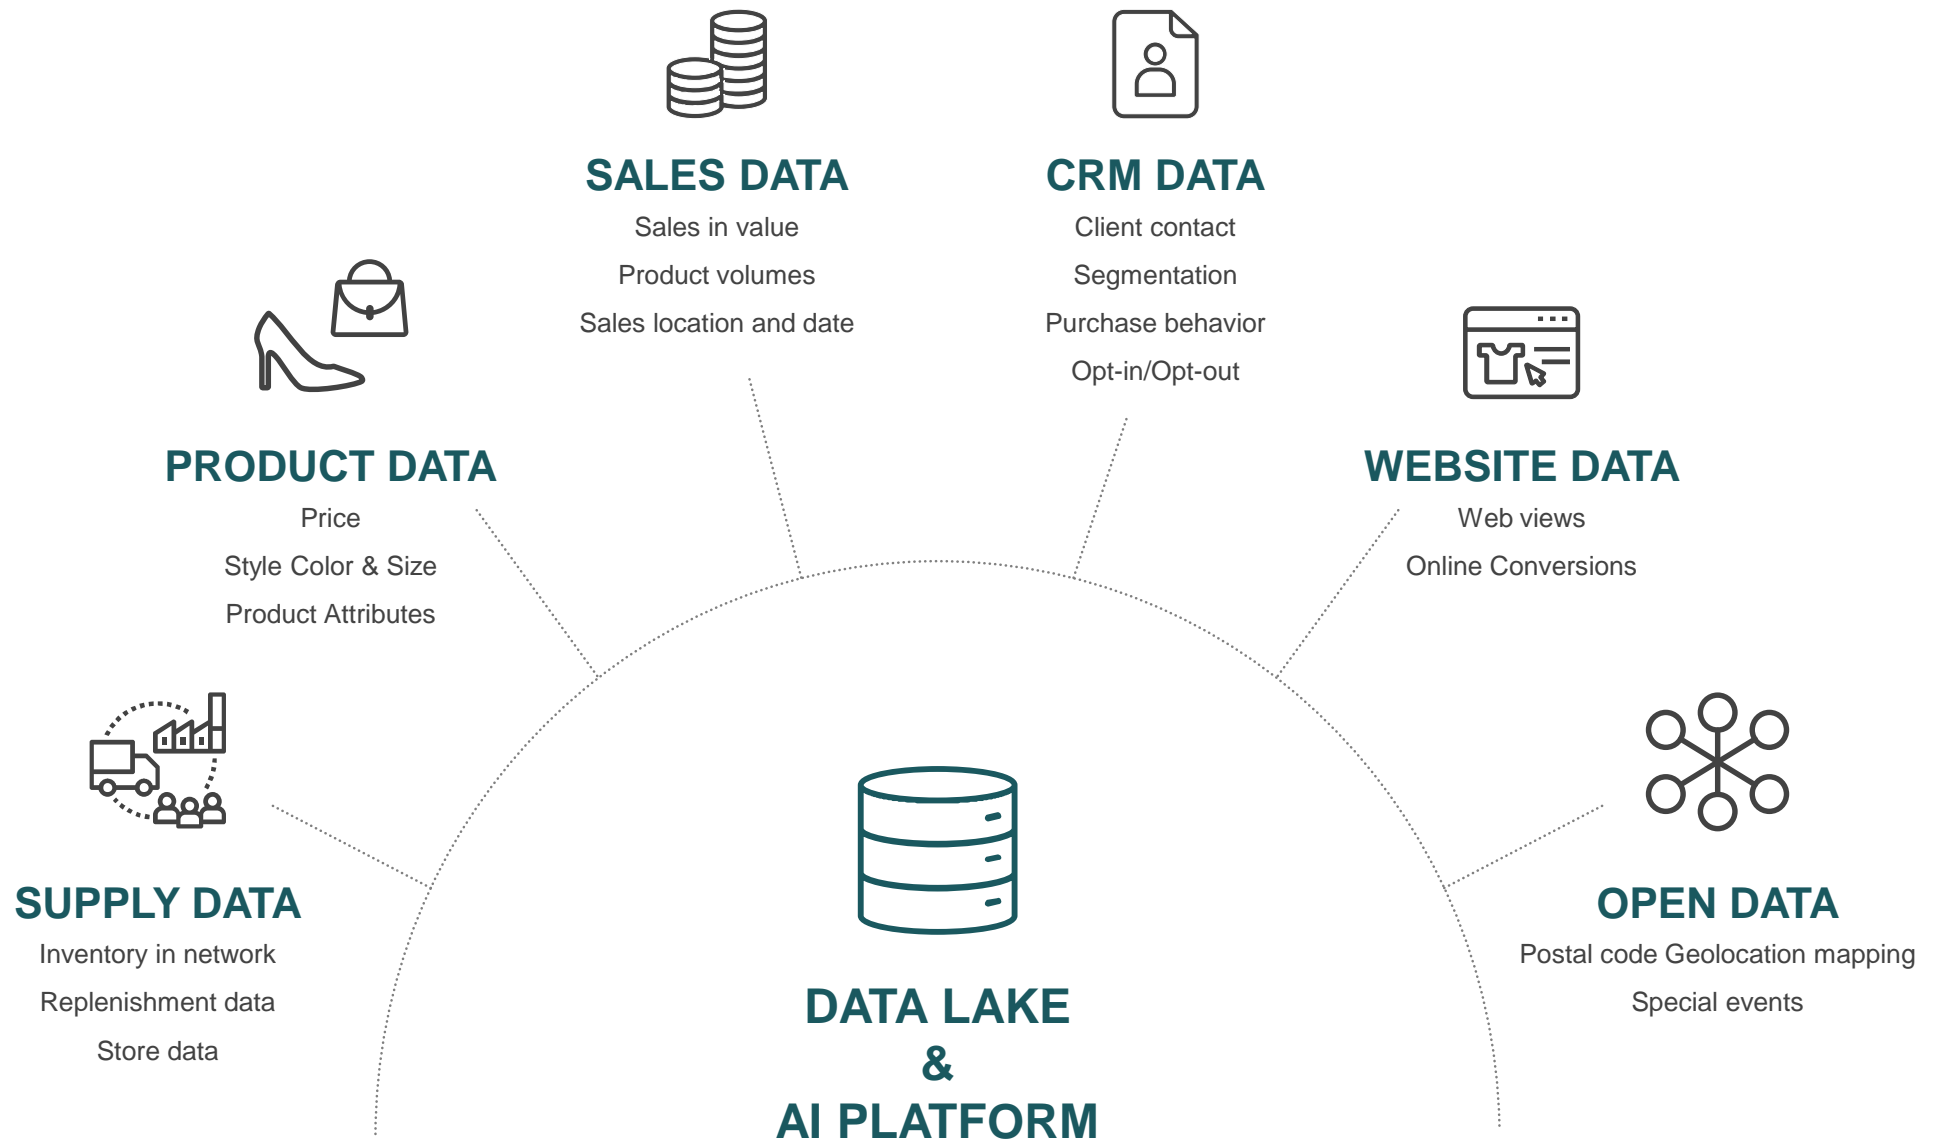 SALES DATA
Sales in value
Product volumes
Sales location and date
CRM DATA
Client contact
Segmentation
Purchase behavior
Opt-in/Opt-out
PRODUCT DATA
Price
Style Color & Size
Product Attributes
WEBSITE DATA
Web views
Online Conversions
SUPPLY DATA
Inventory in network
Replenishment data
Store data
OPEN DATA
Postal code Geolocation mapping
Special events
DATA LAKE
&
AI PLATFORM